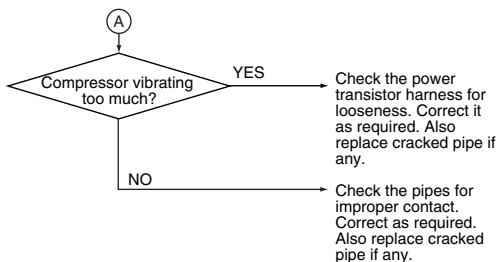 A
Compressor vibrating
too much?
YES
Check the power
transistor harness for
looseness. Correct it
as required. Also
replace cracked pipe if
any.
NO
Check the pipes for
improper contact.
Correct as required.
Also replace cracked
pipe if any.